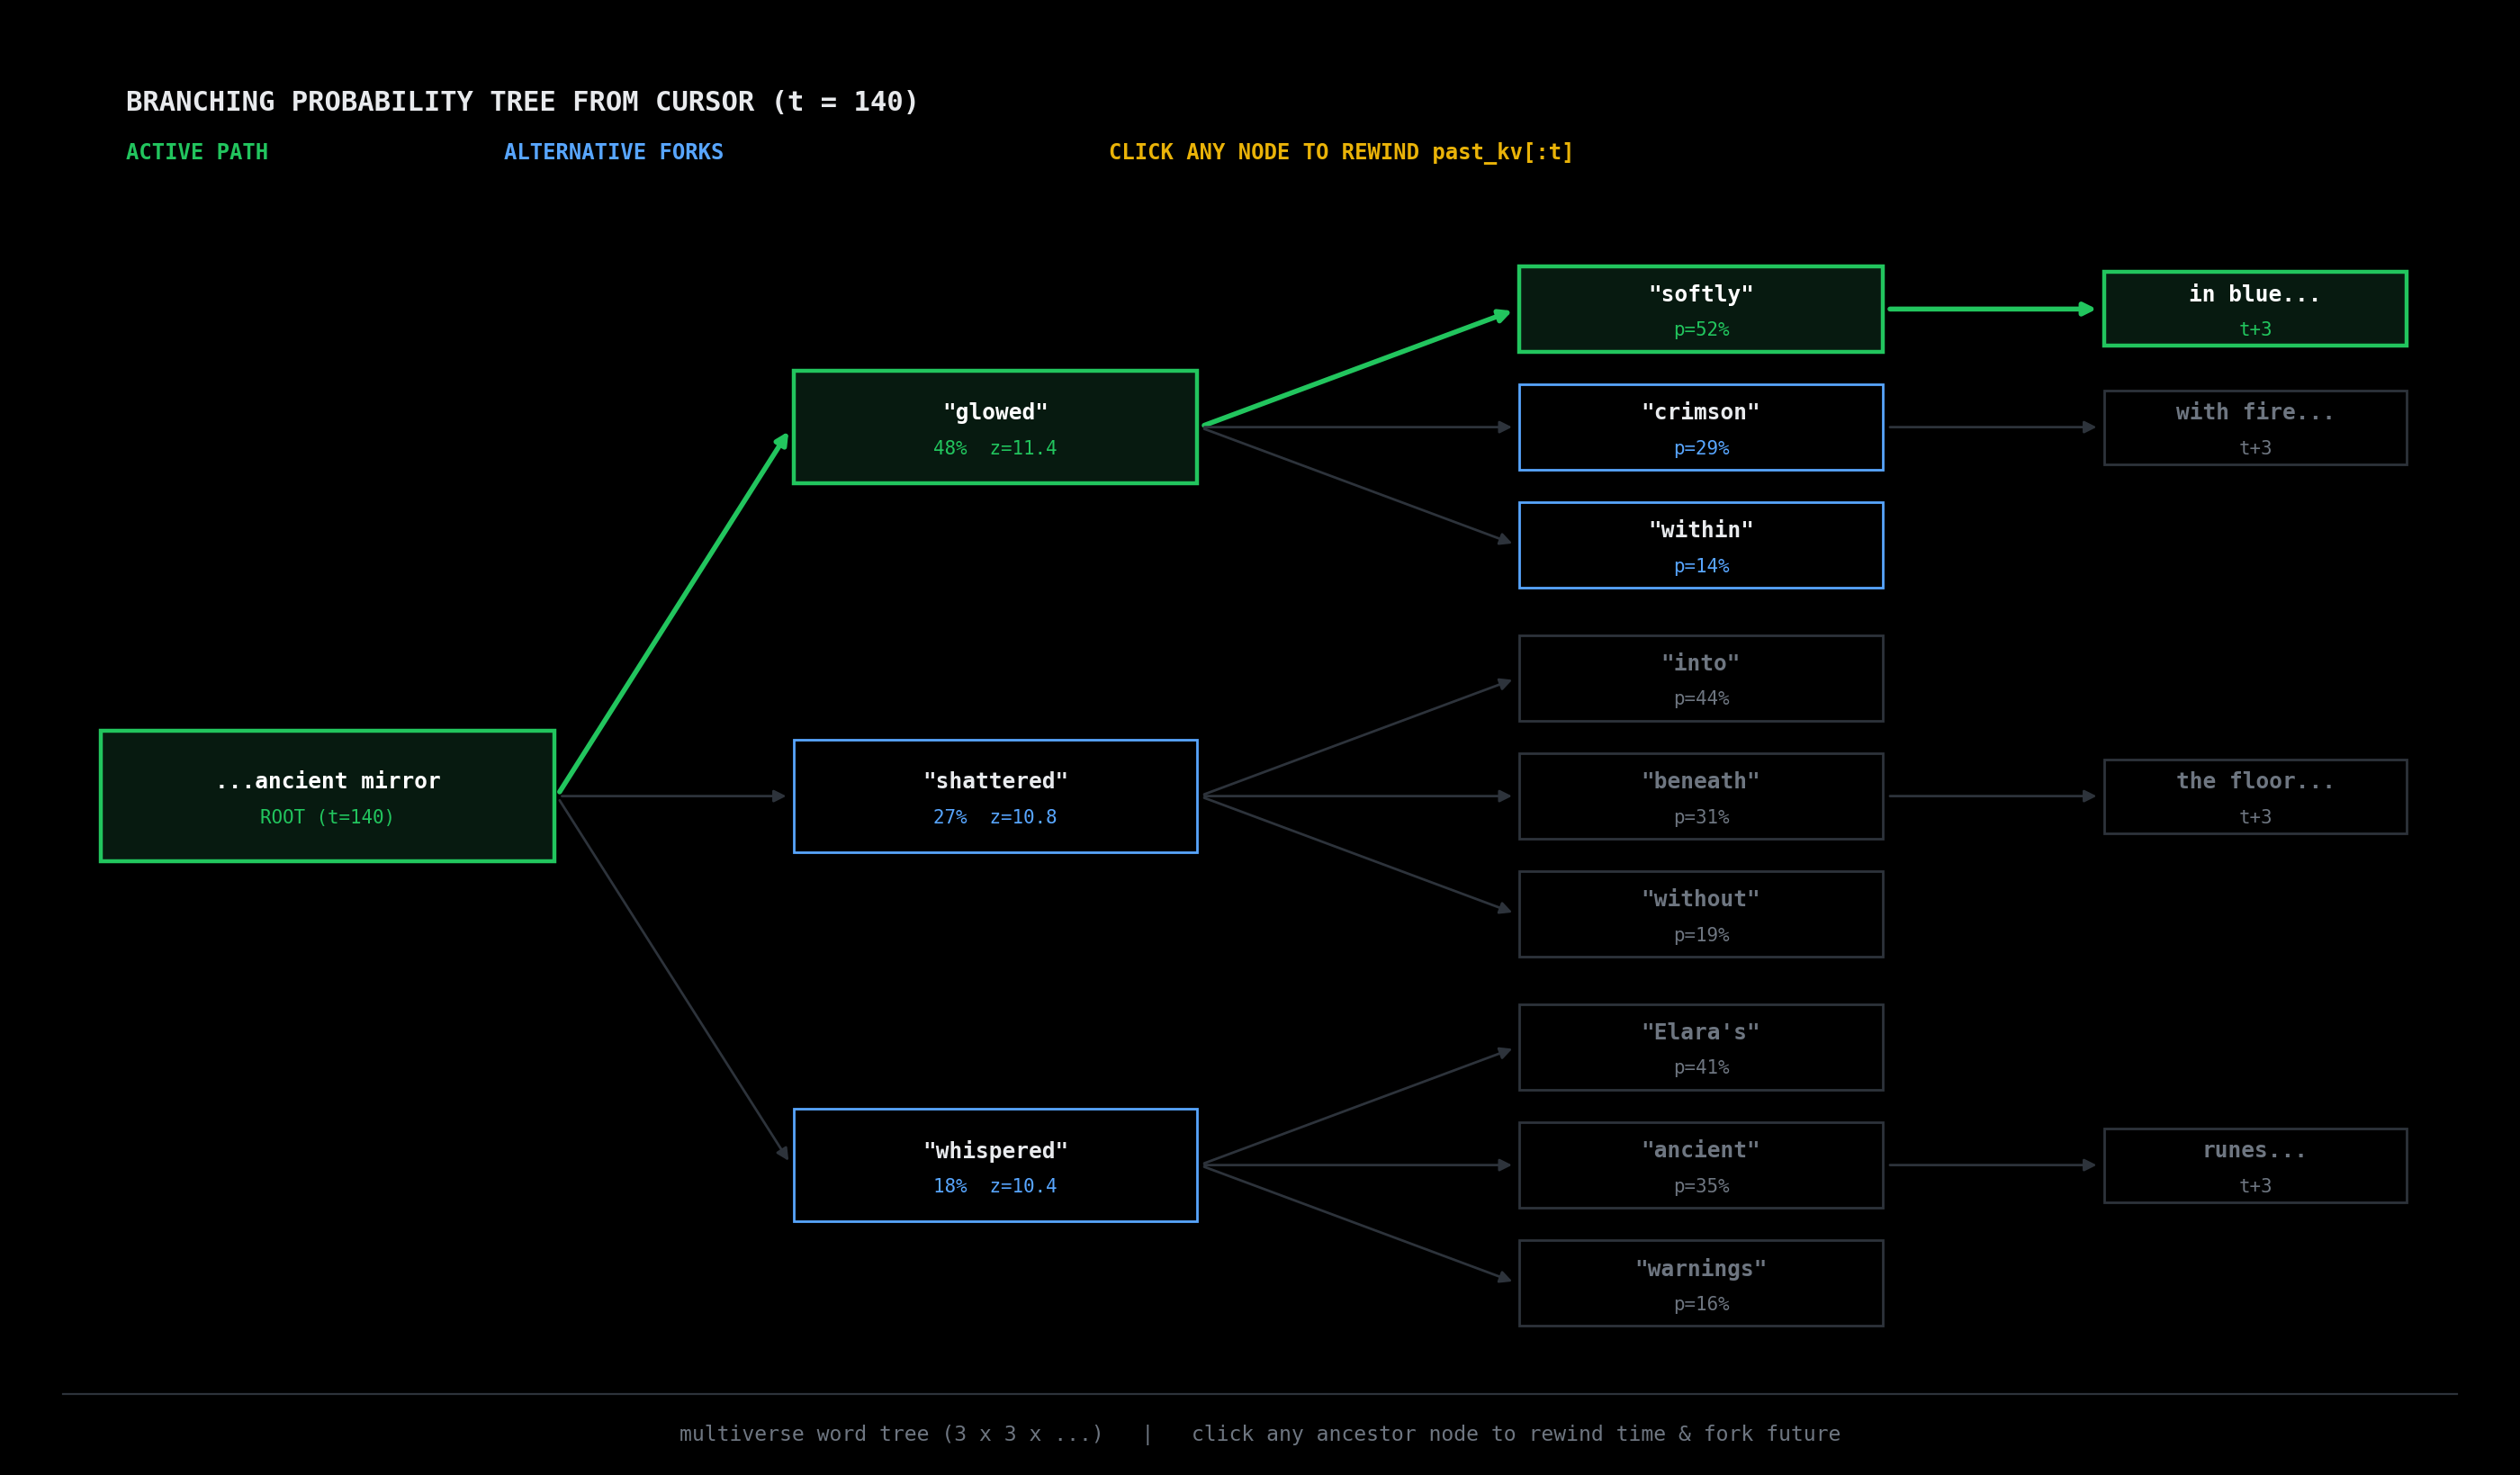 BRANCHING PROBABILITY TREE FROM CURSOR (t = 140)
ACTIVE PATH
ALTERNATIVE FORKS
CLICK ANY NODE TO REWIND past_kv[:t]
...ancient mirror
ROOT (t=140)
"glowed"
48%  z=11.4
"softly"
p=52%
in blue...
t+3
"crimson"
p=29%
with fire...
t+3
"within"
p=14%
"shattered"
27%  z=10.8
"into"
p=44%
"beneath"
p=31%
the floor...
t+3
"without"
p=19%
"whispered"
18%  z=10.4
"Elara's"
p=41%
"ancient"
p=35%
runes...
t+3
"warnings"
p=16%
multiverse word tree (3 x 3 x ...)   |   click any ancestor node to rewind time & fork future